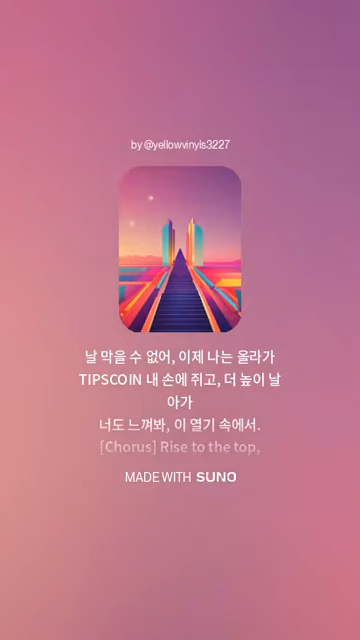 by @yellowvinyls3227
날 막을 수 없어, 이제 나는 올라가
TIPSCOIN 내 손에 쥐고, 더 높이 날
아가
너도 느껴봐, 이 열기 속에서.
[Chorus] Rise to the top,
MADE WITH SUNO